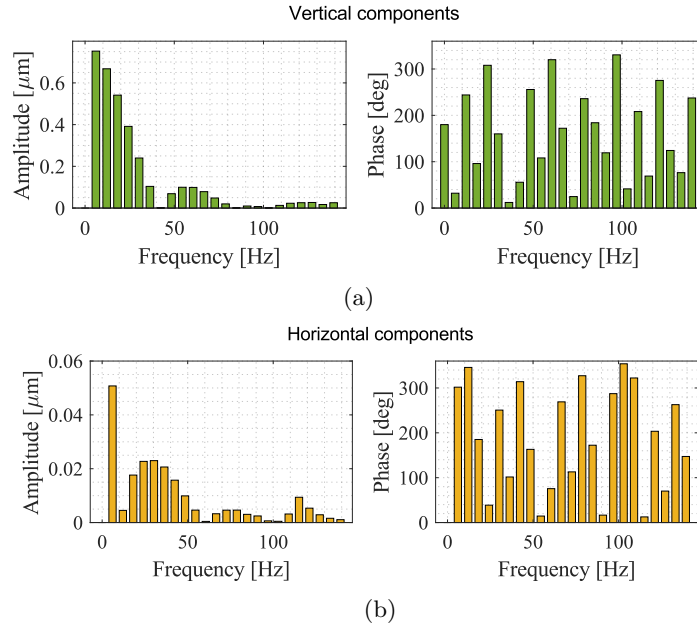 Vertical components
Amplitude [μm]
0.6
0.4
0.2
0
0 50 100
Frequency [Hz]
Phase [deg]
300
200
100
0
0 50 100
Frequency [Hz]
(a)
Horizontal components
Amplitude [μm]
0.06
0.04
0.02
0
0 50 100
Frequency [Hz]
Phase [deg]
300
200
100
0
0 50 100
Frequency [Hz]
(b)